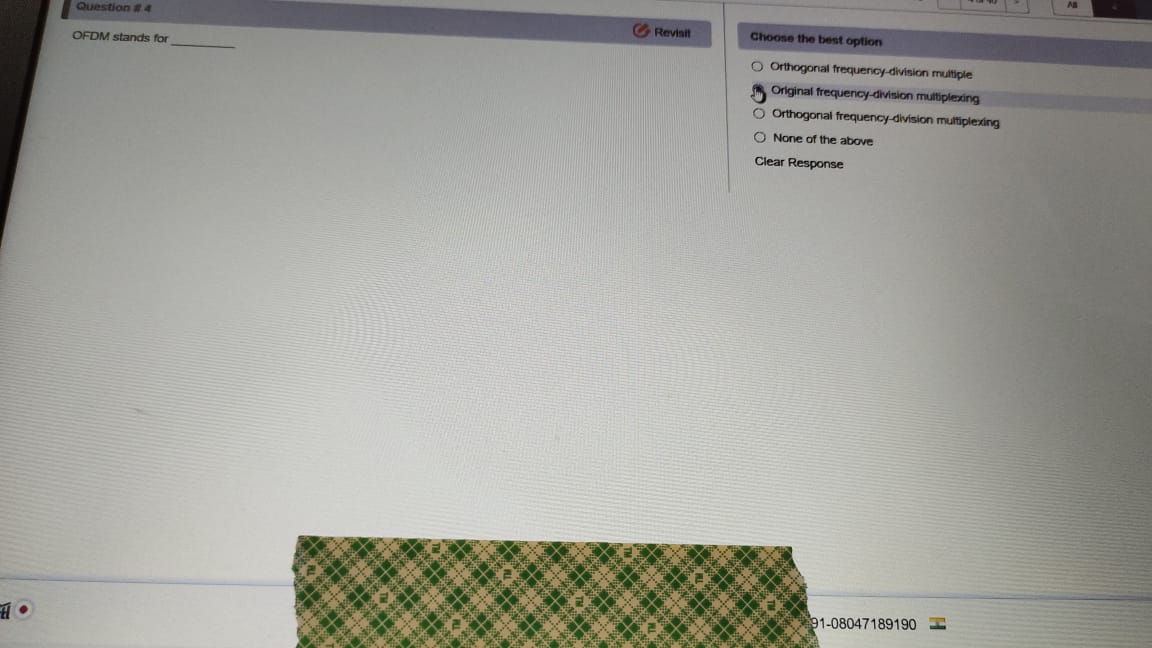 Question # 4
Revisit
OFDM stands for ________
All
Choose the best option
Orthogonal frequency-division multiple
Original frequency-division multiplexing
Orthogonal frequency-division multiplexing
None of the above
Clear Response
91-08047189190